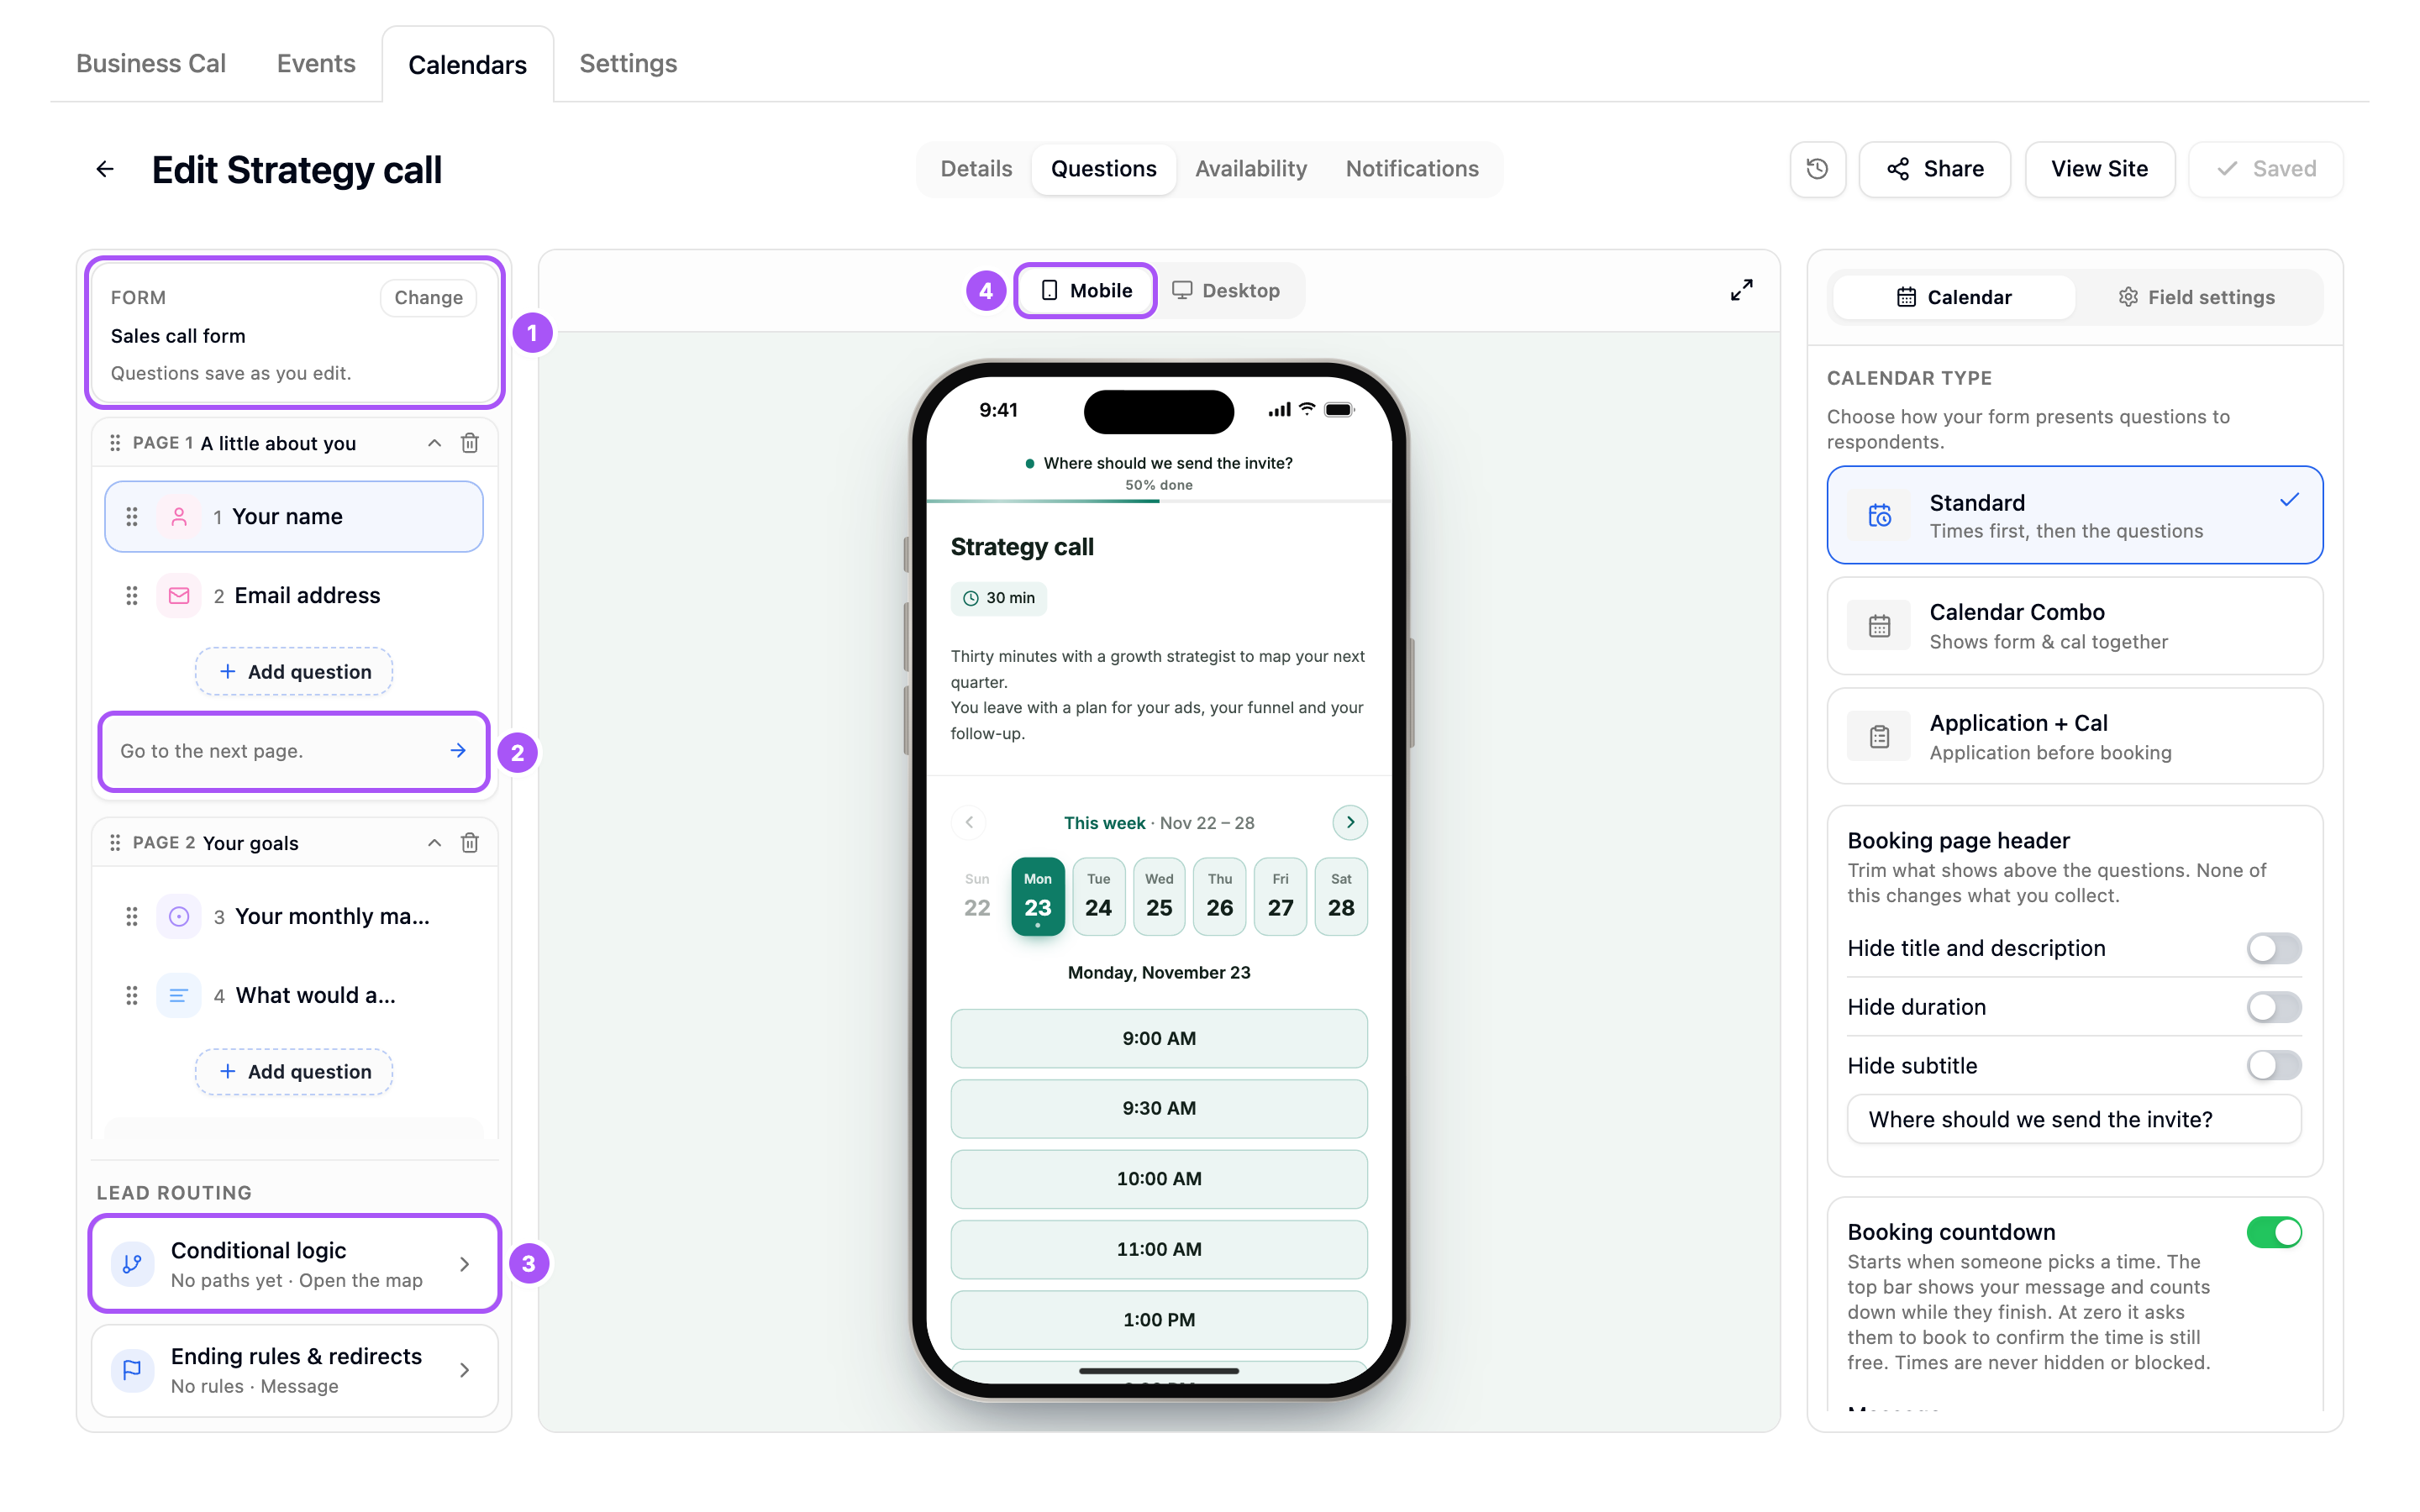 Business Cal
Events
Calendars
Settings
Edit Strategy call
Details
Questions
Availability
Notifications
Share
View Site
Saved
FORM
Change
Sales call form
Questions save as you edit.
1
PAGE 1 A little about you
1 Your name
2 Email address
Add question
Go to the next page.
2
PAGE 2 Your goals
3 Your monthly ma...
4 What would a...
Add question
LEAD ROUTING
Conditional logic
No paths yet · Open the map
3
Ending rules & redirects
No rules · Message
4
Mobile
Desktop
9:41
Where should we send the invite?
50% done
Strategy call
30 min
Thirty minutes with a growth strategist to map your next
quarter.
You leave with a plan for your ads, your funnel and your
follow-up.
This week · Nov 22 – 28
Sun Mon Tue Wed Thu Fri Sat
22 23 24 25 26 27 28
Monday, November 23
9:00 AM
9:30 AM
10:00 AM
11:00 AM
1:00 PM
Calendar
Field settings
CALENDAR TYPE
Choose how your form presents questions to
respondents.
Standard
Times first, then the questions
Calendar Combo
Shows form & cal together
Application + Cal
Application before booking
Booking page header
Trim what shows above the questions. None of
this changes what you collect.
Hide title and description
Hide duration
Hide subtitle
Where should we send the invite?
Booking countdown
Starts when someone picks a time. The
top bar shows your message and counts
down while they finish. At zero it asks
them to book to confirm the time is still
free. Times are never hidden or blocked.